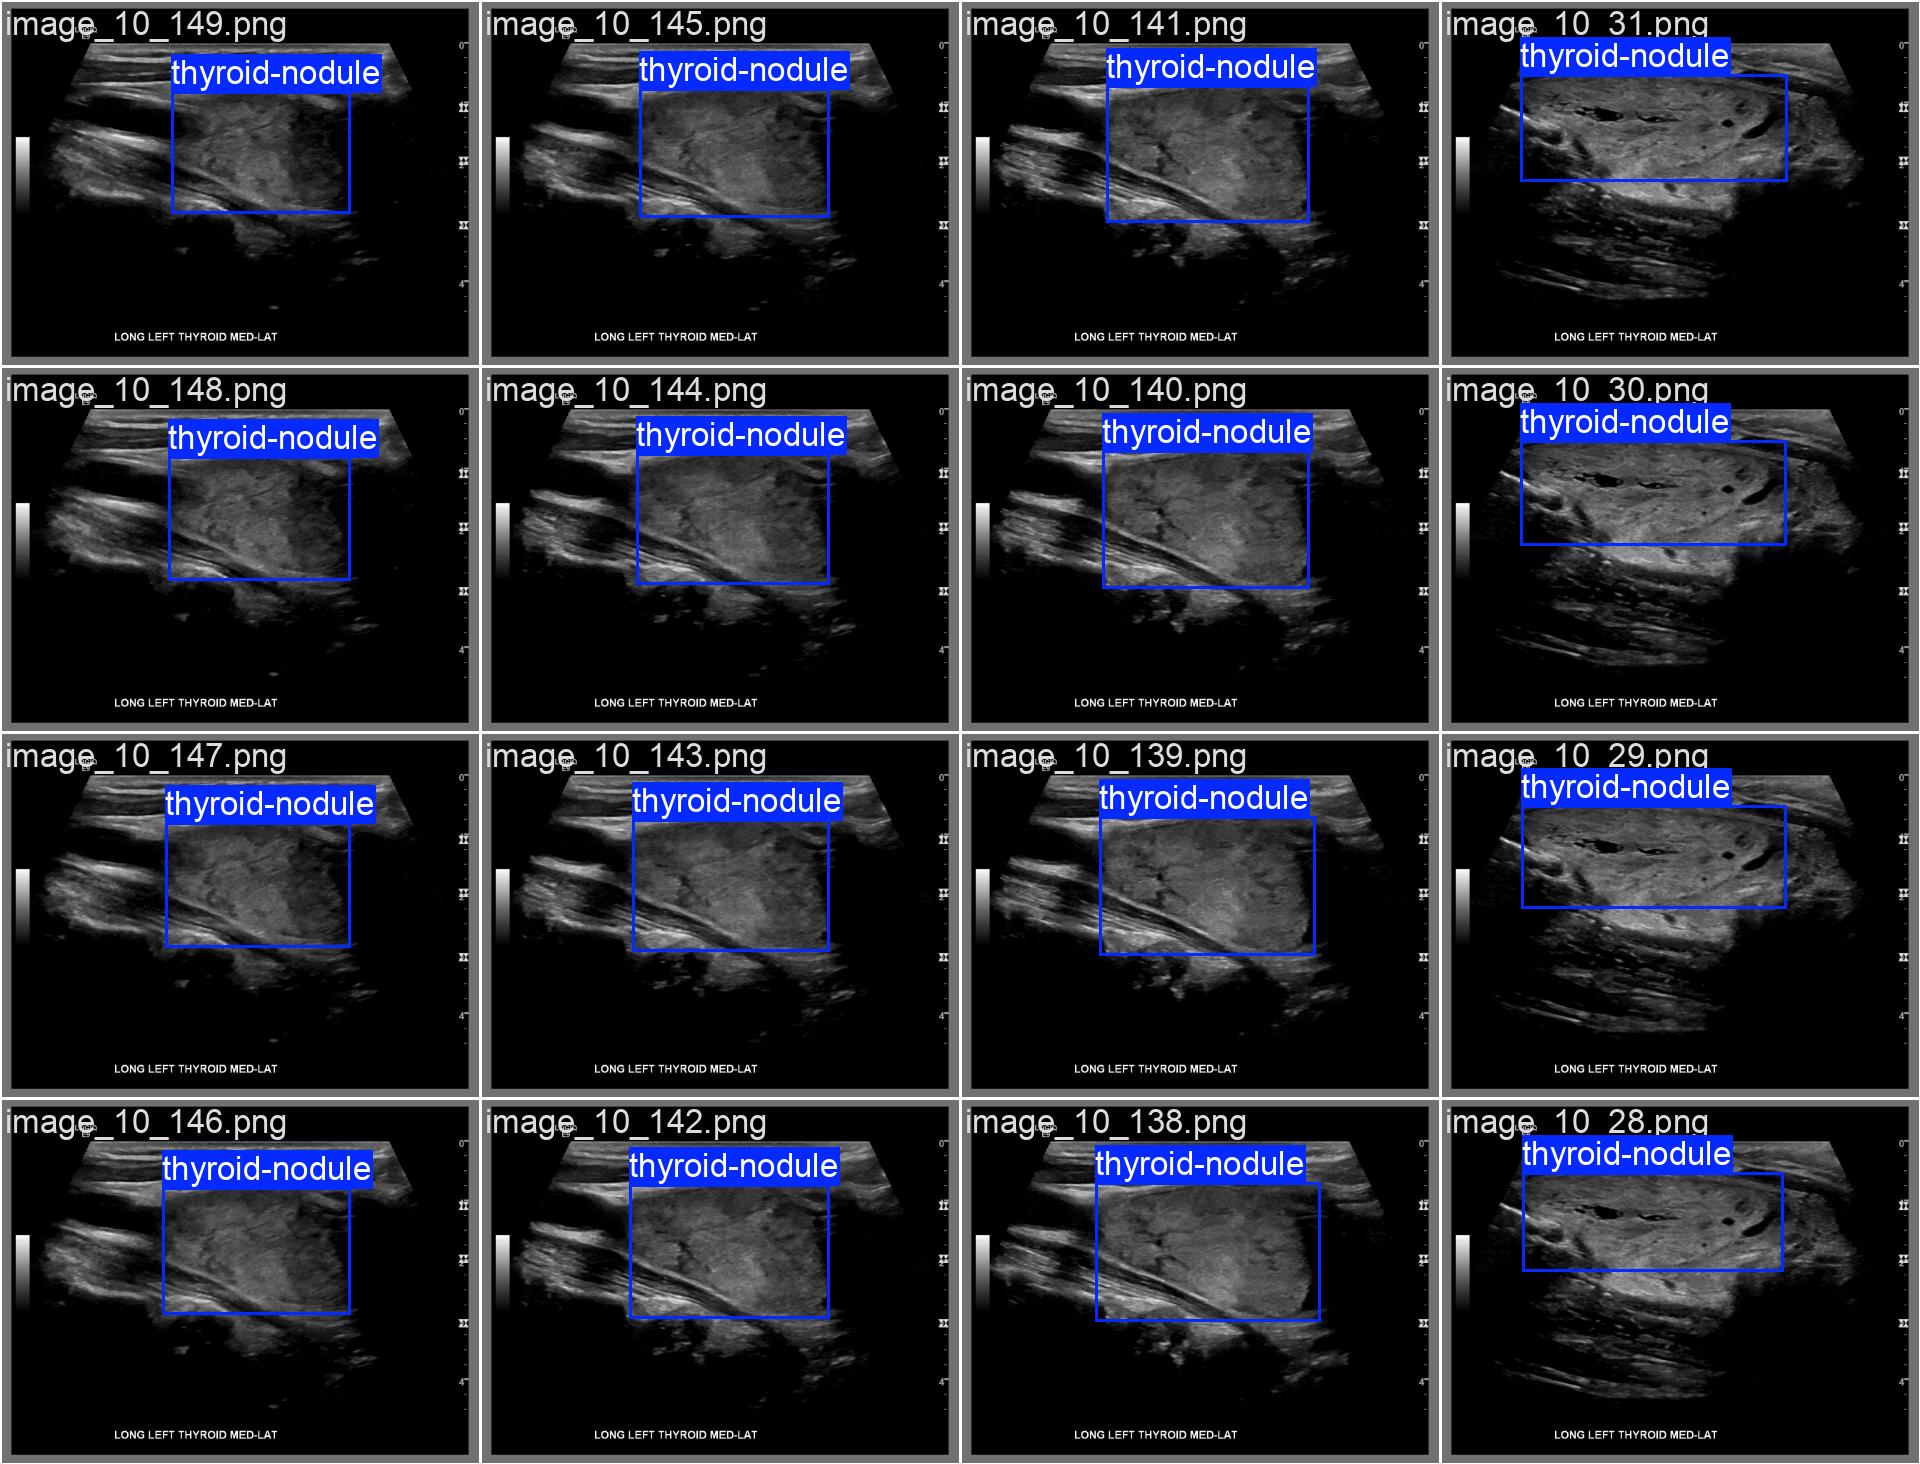 image_10_149.png
thyroid-nodule
LONG LEFT THYROID MED-LAT
image_10_145.png
thyroid-nodule
LONG LEFT THYROID MED-LAT
image_10_141.png
thyroid-nodule
LONG LEFT THYROID MED-LAT
image_10_31.png
thyroid-nodule
LONG LEFT THYROID MED-LAT
image_10_148.png
thyroid-nodule
LONG LEFT THYROID MED-LAT
image_10_144.png
thyroid-nodule
LONG LEFT THYROID MED-LAT
image_10_140.png
thyroid-nodule
LONG LEFT THYROID MED-LAT
image_10_30.png
thyroid-nodule
LONG LEFT THYROID MED-LAT
image_10_147.png
thyroid-nodule
LONG LEFT THYROID MED-LAT
image_10_143.png
thyroid-nodule
LONG LEFT THYROID MED-LAT
image_10_139.png
thyroid-nodule
LONG LEFT THYROID MED-LAT
image_10_29.png
thyroid-nodule
LONG LEFT THYROID MED-LAT
image_10_146.png
thyroid-nodule
LONG LEFT THYROID MED-LAT
image_10_142.png
thyroid-nodule
LONG LEFT THYROID MED-LAT
image_10_138.png
thyroid-nodule
LONG LEFT THYROID MED-LAT
image_10_28.png
thyroid-nodule
LONG LEFT THYROID MED-LAT